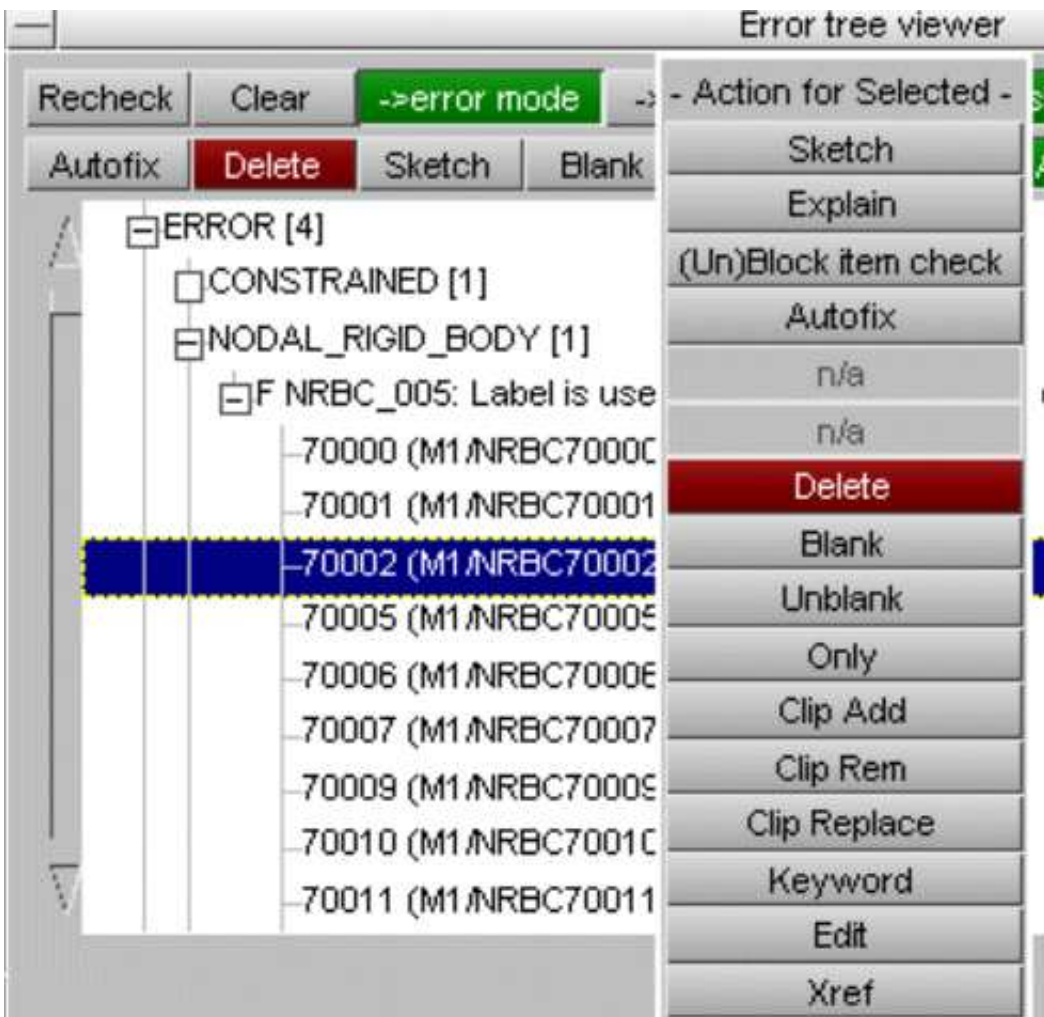 Error tree viewer
Recheck Clear ->error mode
Autofix Delete Sketch Blank
ERROR [4]
CONSTRAINED [1]
NODAL_RIGID_BODY [1]
F NRBC_005: Label is use
70000 (M1/NRBC70000
70001 (M1/NRBC70001
70002 (M1/NRBC70002
70005 (M1/NRBC70005
70006 (M1/NRBC70006
70007 (M1/NRBC70007
70009 (M1/NRBC70009
70010 (M1/NRBC70010
70011 (M1/NRBC70011
- Action for Selected -
Sketch
Explain
(Un)Block item check
Autofix
n/a
n/a
Delete
Blank
Unblank
Only
Clip Add
Clip Rem
Clip Replace
Keyword
Edit
Xref